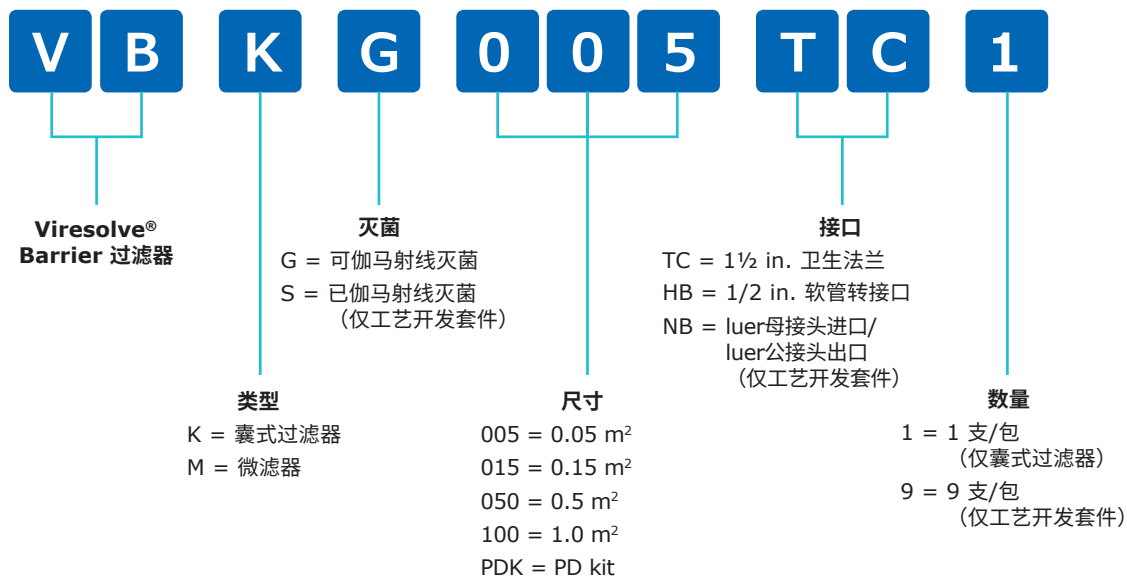 V B K G 0 0 5 T C 1
Viresolve®
Barrier 过滤器
灭菌
G = 可伽马射线灭菌
S = 已伽马射线灭菌
（仅工艺开发套件）
接口
TC = 1½ in. 卫生法兰
HB = 1/2 in. 软管转接口
NB = luer母接头进口/
luer公接头出口
（仅工艺开发套件）
类型
K = 囊式过滤器
M = 微滤器
尺寸
005 = 0.05 m²
015 = 0.15 m²
050 = 0.5 m²
100 = 1.0 m²
PDK = PD kit
数量
1 = 1 支/包
（仅囊式过滤器）
9 = 9 支/包
（仅工艺开发套件）